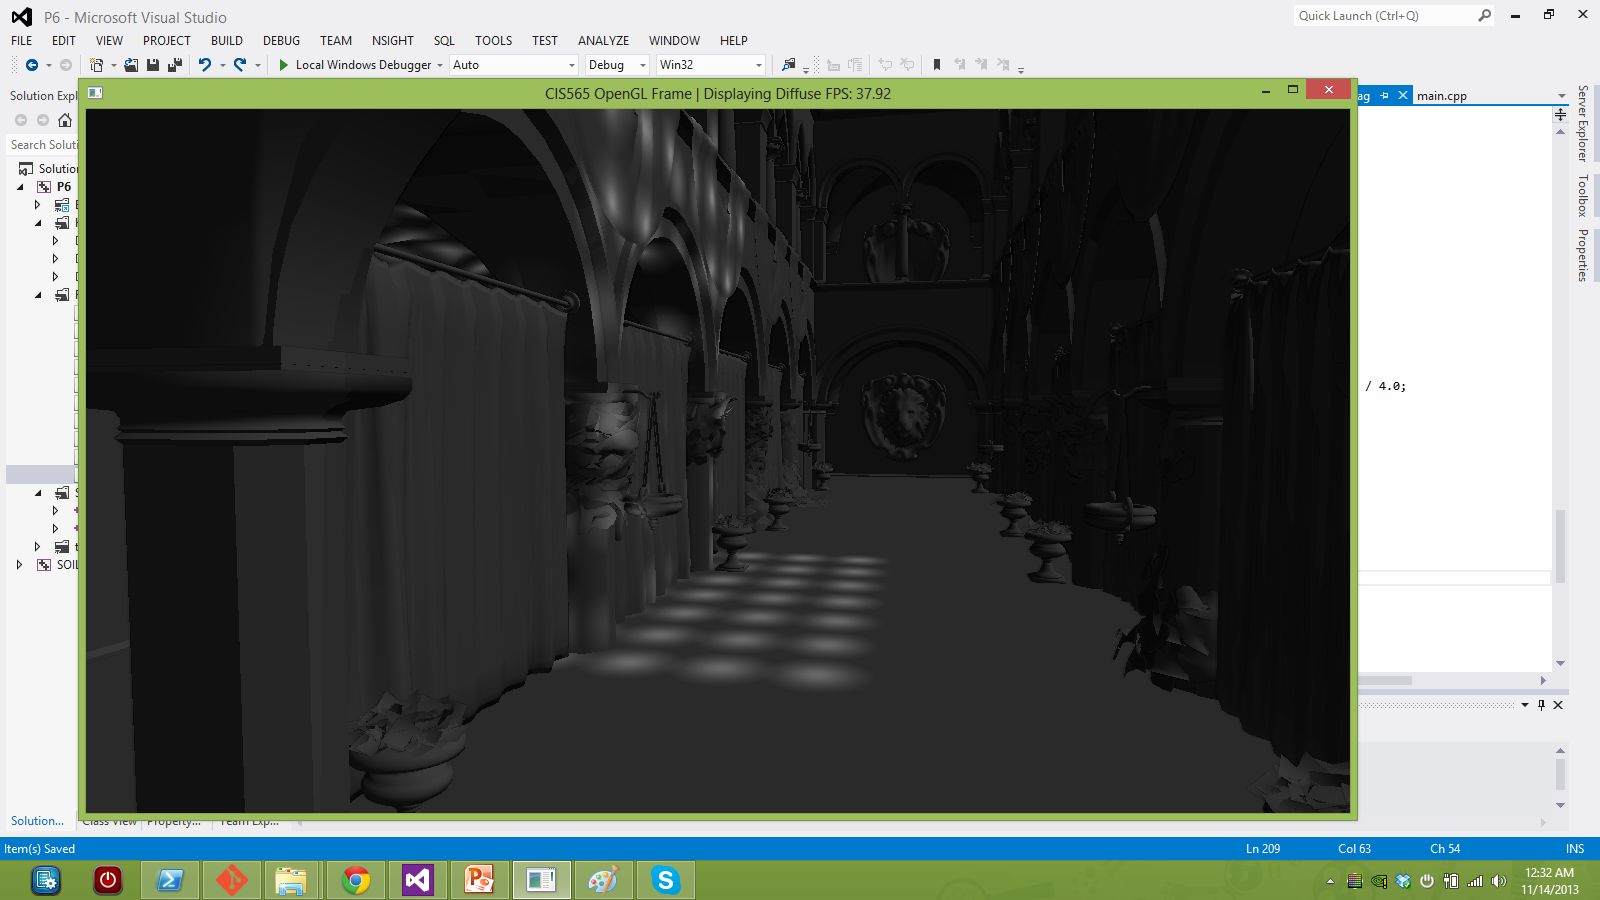 P6 - Microsoft Visual Studio
Quick Launch (Ctrl+Q)
FILE EDIT VIEW PROJECT BUILD DEBUG TEAM NSIGHT SQL TOOLS TEST ANALYZE WINDOW HELP
Local Windows Debugger Auto Debug Win32
Solution Expl
CIS565 OpenGL Frame | Displaying Diffuse FPS: 37.92
ag main.cpp
Server Explorer
Toolbox
Properties
Search Soluti
Solution
P6
SOIL
/ 4.0;
Solution... Class View Property... Team Exp...
Item(s) Saved Ln 209 Col 63 Ch 54 INS
12:32 AM
11/14/2013